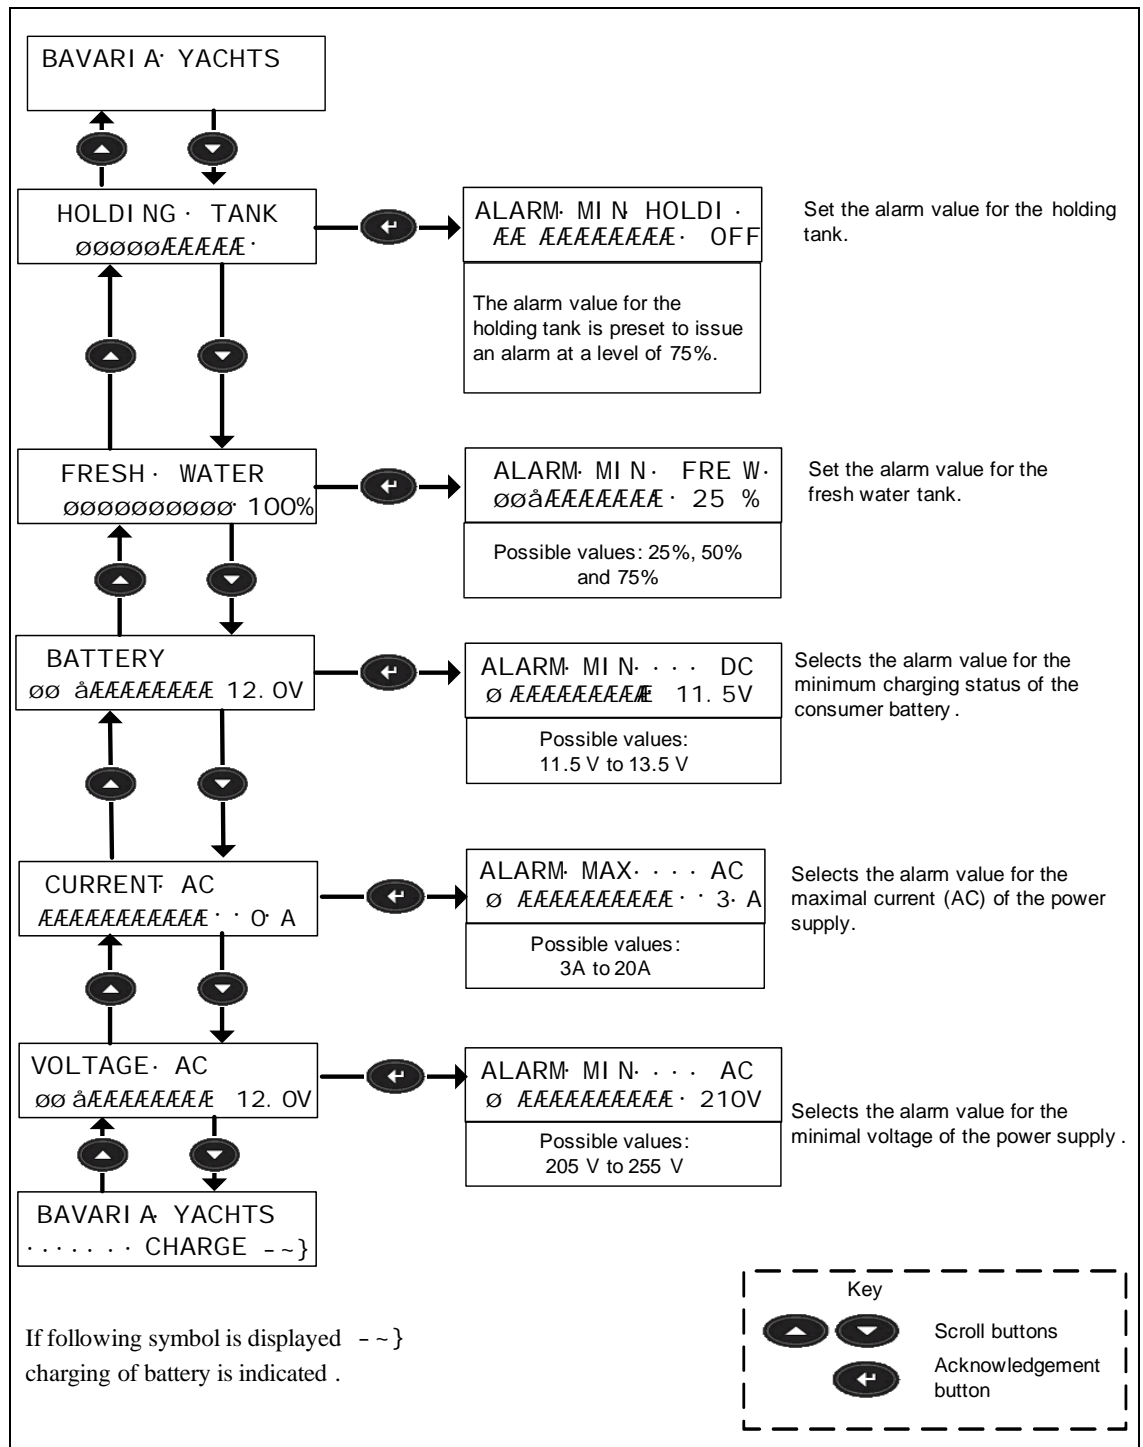 BAVARIA· YACHTS
HOLDING · TANK
øøøøøÆÆÆÆÆ ·
ALARM· MIN· HOLDI ·
ÆÆ ÆÆÆÆÆÆÆÆ· OFF
Set the alarm value for the holding
tank.
The alarm value for the
holding tank is preset to issue
an alarm at a level of 75%.
FRESH · WATER
øøøøøøøøøø· 100%
ALARM· MIN· FRE W·
øøåÆÆÆÆÆÆÆ· 25 %
Set the alarm value for the
fresh water tank.
Possible values: 25%, 50%
and 75%
BATTERY
øø åÆÆÆÆÆÆÆÆ 12.0V
ALARM· MIN· · · · DC
ø ÆÆÆÆÆÆÆÆÆ 11.5V
Selects the alarm value for the
minimum charging status of the
consumer battery.
Possible values:
11.5 V to 13.5 V
CURRENT· AC
ÆÆÆÆÆÆÆÆÆÆÆ · · 0· A
ALARM· MAX· · · · AC
ø ÆÆÆÆÆÆÆÆÆÆ · · 3· A
Selects the alarm value for the
maximal current (AC) of the power
supply.
Possible values:
3A to 20A
VOLTAGE· AC
øø åÆÆÆÆÆÆÆÆ 12.0V
ALARM· MIN· · · · AC
ø ÆÆÆÆÆÆÆÆÆÆ· 210V
Selects the alarm value for the
minimal voltage of the power supply.
Possible values:
205 V to 255 V
BAVARIA· YACHTS
· · · · · · · CHARGE –~}
Key
Scroll buttons
Acknowledgement
button
If following symbol is displayed –~}
charging of battery is indicated.